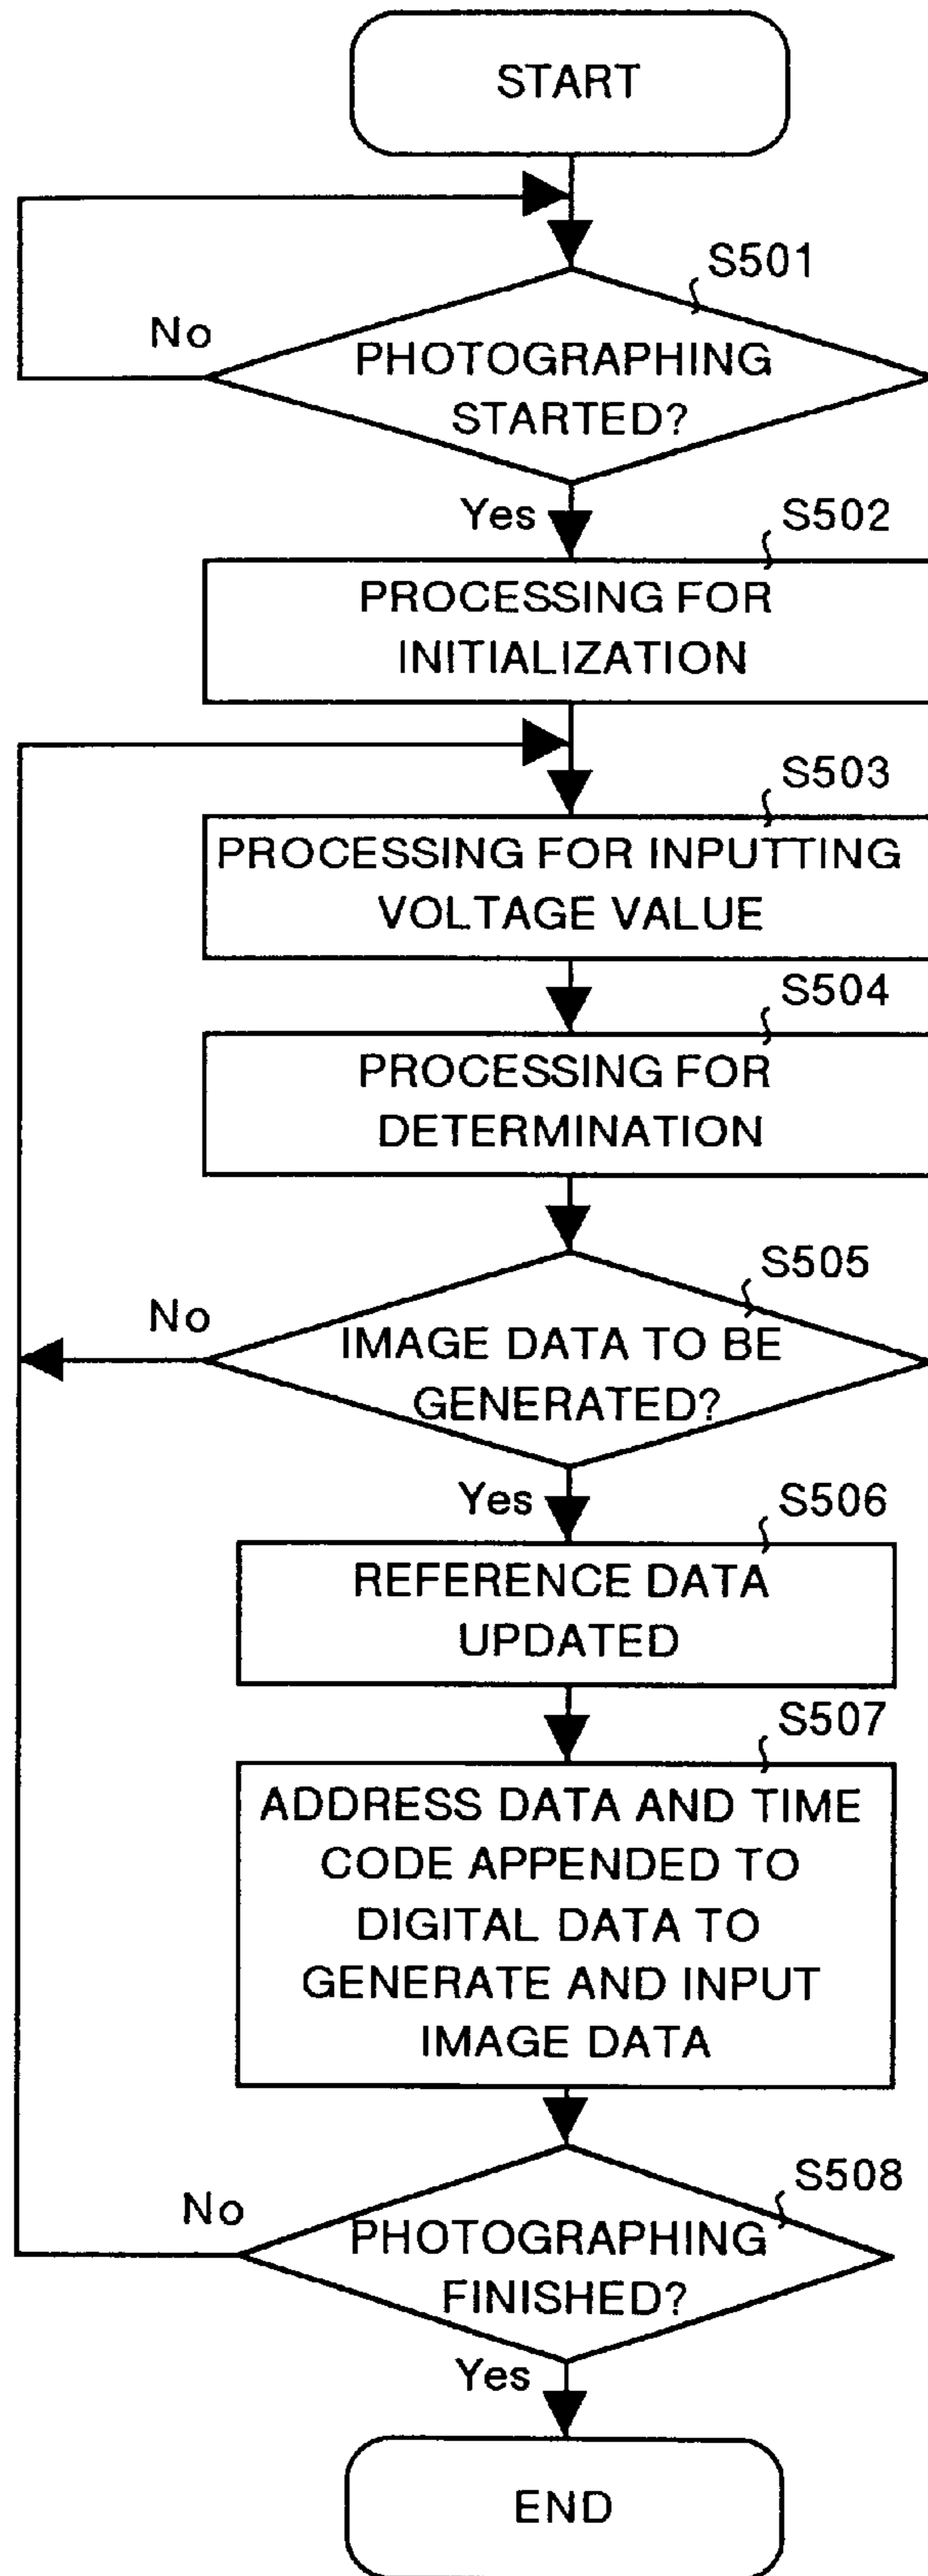 START
S501
No
PHOTOGRAPHING
STARTED?
Yes
S502
PROCESSING FOR
INITIALIZATION
S503
PROCESSING FOR INPUTTING
VOLTAGE VALUE
S504
PROCESSING FOR
DETERMINATION
S505
No
IMAGE DATA TO BE
GENERATED?
Yes
S506
REFERENCE DATA
UPDATED
S507
ADDRESS DATA AND TIME
CODE APPENDED TO
DIGITAL DATA TO
GENERATE AND INPUT
IMAGE DATA
S508
No
PHOTOGRAPHING
FINISHED?
Yes
END